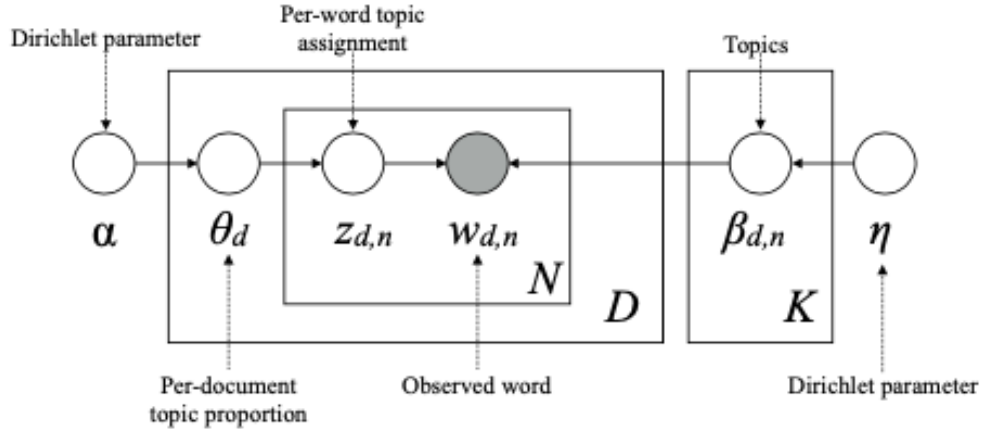 Per-word topic
assignment
Dirichlet parameter
Topics
α
θd
zd,n
wd,n
βd,n
η
N
D
K
Per-document
topic proportion
Observed word
Dirichlet parameter